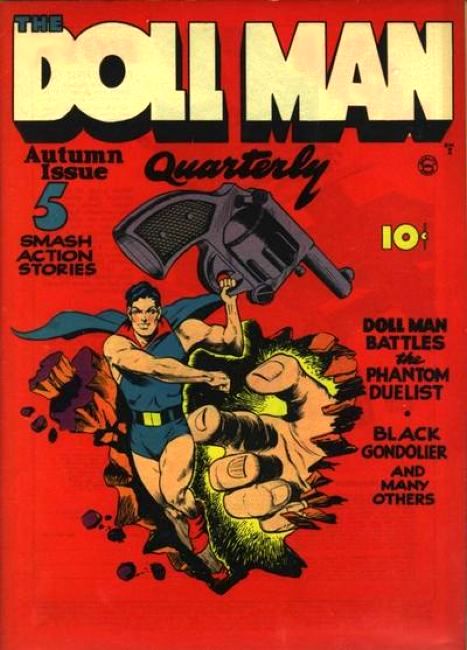 THE
DOLL MAN
Quarterly
Autumn
Issue
5
SMASH
ACTION
STORIES
10¢
DOLL MAN
BATTLES
the
PHANTOM
DUELIST
•
BLACK
GONDOLIER
AND
MANY
OTHERS